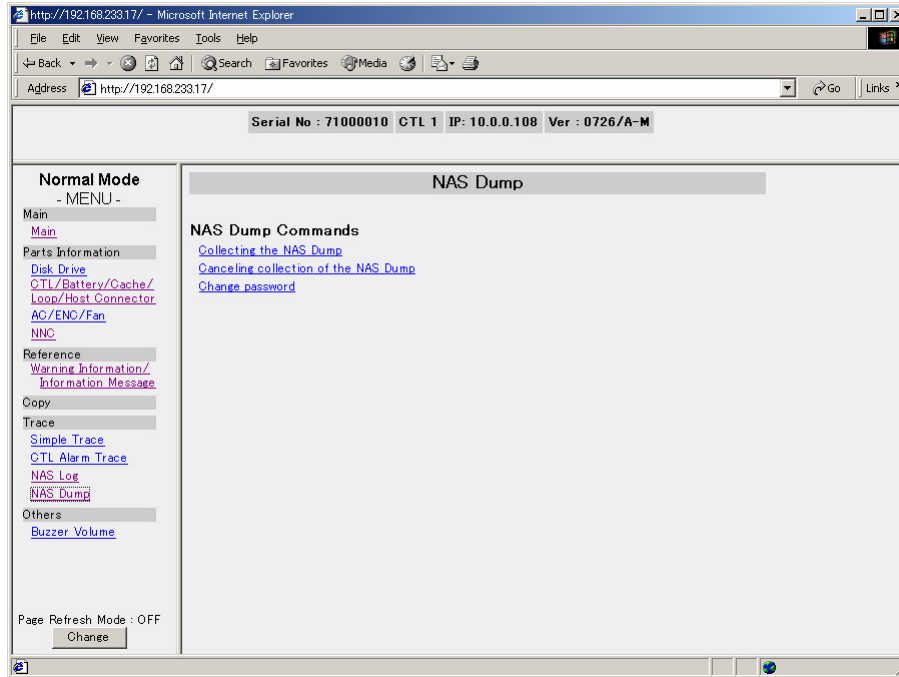 http://192.168.233.17/ - Microsoft Internet Explorer
File Edit View Favorites Tools Help
Back Search Favorites Media
Address http://192.168.233.17/ Go Links
Serial No : 71000010 CTL 1 IP: 10.0.0.108 Ver : 0726/A-M
Normal Mode
- MENU -
Main
Main
Parts Information
Disk Drive
CTL/Battery/Cache/
Loop/Host Connector
AC/ENC/Fan
NNC
Reference
Warning Information/
Information Message
Copy
Trace
Simple Trace
CTL Alarm Trace
NAS Log
NAS Dump
Others
Buzzer Volume
Page Refresh Mode : OFF
Change
NAS Dump
NAS Dump Commands
Collecting the NAS Dump
Canceling collection of the NAS Dump
Change password